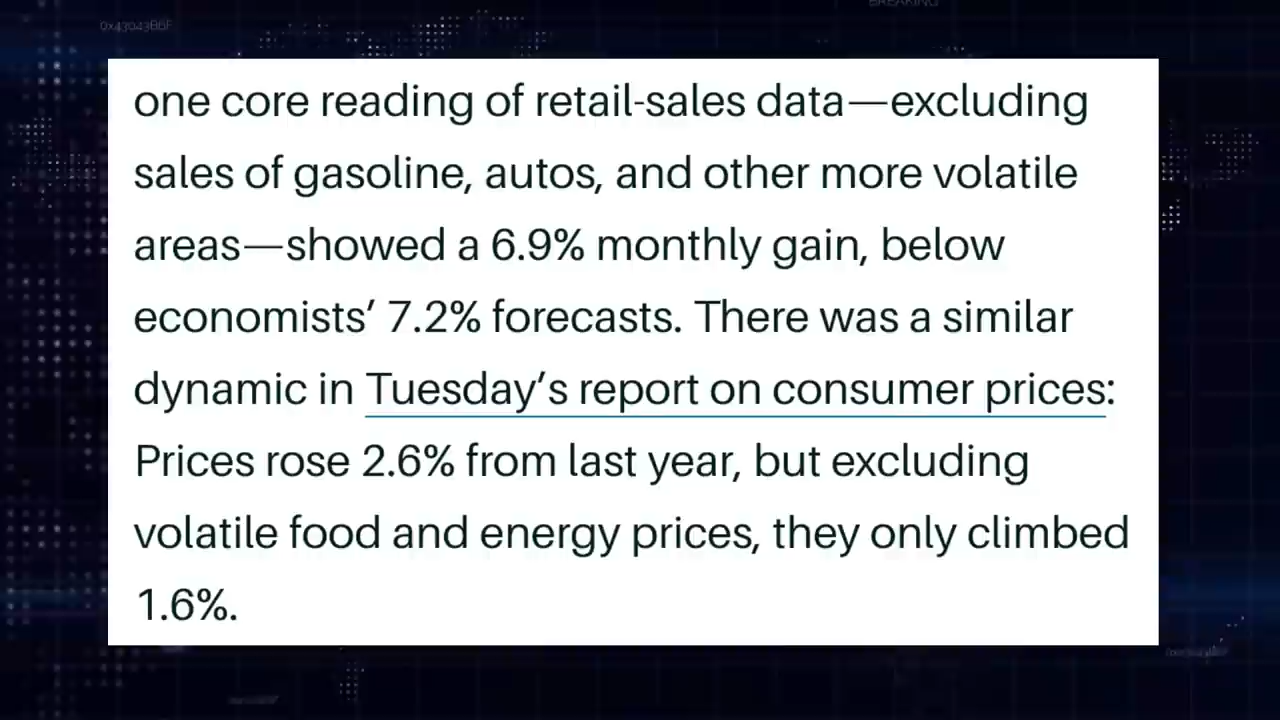 0x43043B6F
BREAKING
one core reading of retail-sales data—excluding
sales of gasoline, autos, and other more volatile
areas—showed a 6.9% monthly gain, below
economists’ 7.2% forecasts. There was a similar
dynamic in Tuesday’s report on consumer prices:
Prices rose 2.6% from last year, but excluding
volatile food and energy prices, they only climbed
1.6%.